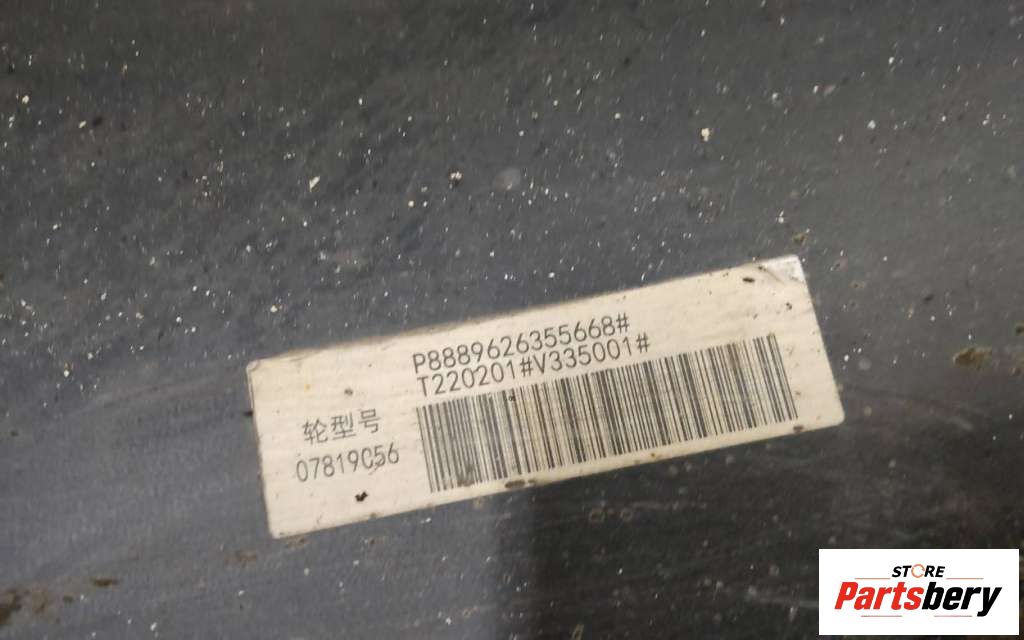 P8889626355668#
T220201#V335001#
轮型号
07819C56
STORE
Partsbery